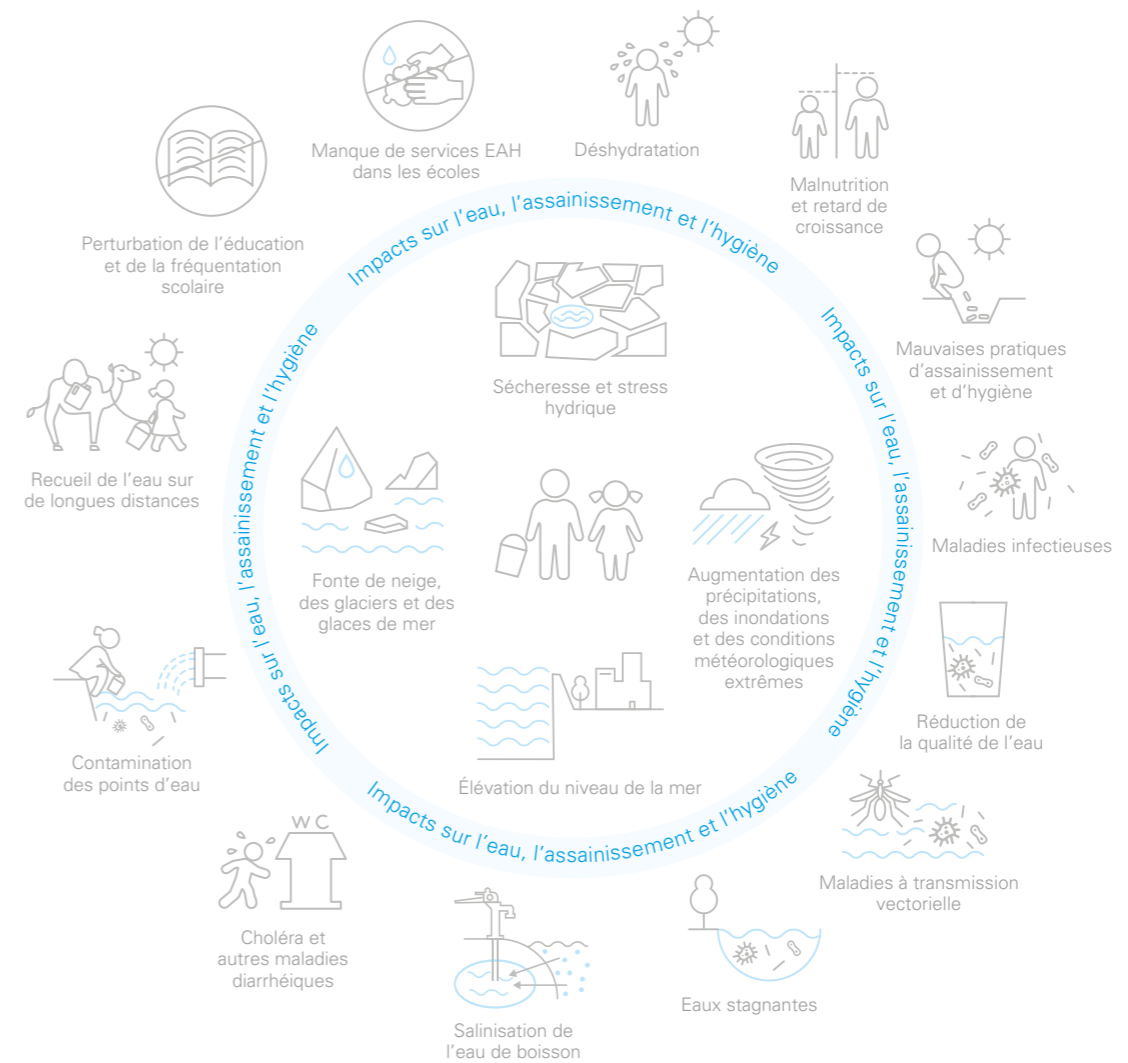 Manque de services EAH
dans les écoles
Déshydratation
Malnutrition
et retard de
croissance
Perturbation de l'éducation
et de la fréquentation
scolaire
Impacts sur l'eau, l'assainissement et l'hygiène
Mauvaises pratiques
d'assainissement
et d'hygiène
Impacts sur l'eau, l'assainissement et l'hygiène
Sécheresse et stress
hydrique
Impacts sur l'eau, l'assainissement et l'hygiène
Recueil de l'eau sur
de longues distances
Maladies infectieuses
Fonte de neige,
des glaciers et des
glaces de mer
Augmentation des
précipitations,
des inondations
et des conditions
météorologiques
extrêmes
Réduction de
la qualité de l'eau
Contamination
des points d'eau
Élévation du niveau de la mer
Impacts sur l'eau, l'assainissement et l'hygiène
WC
Choléra et
autres maladies
diarrhéiques
Maladies à transmission
vectorielle
Eaux stagnantes
Salinisation de
l'eau de boisson